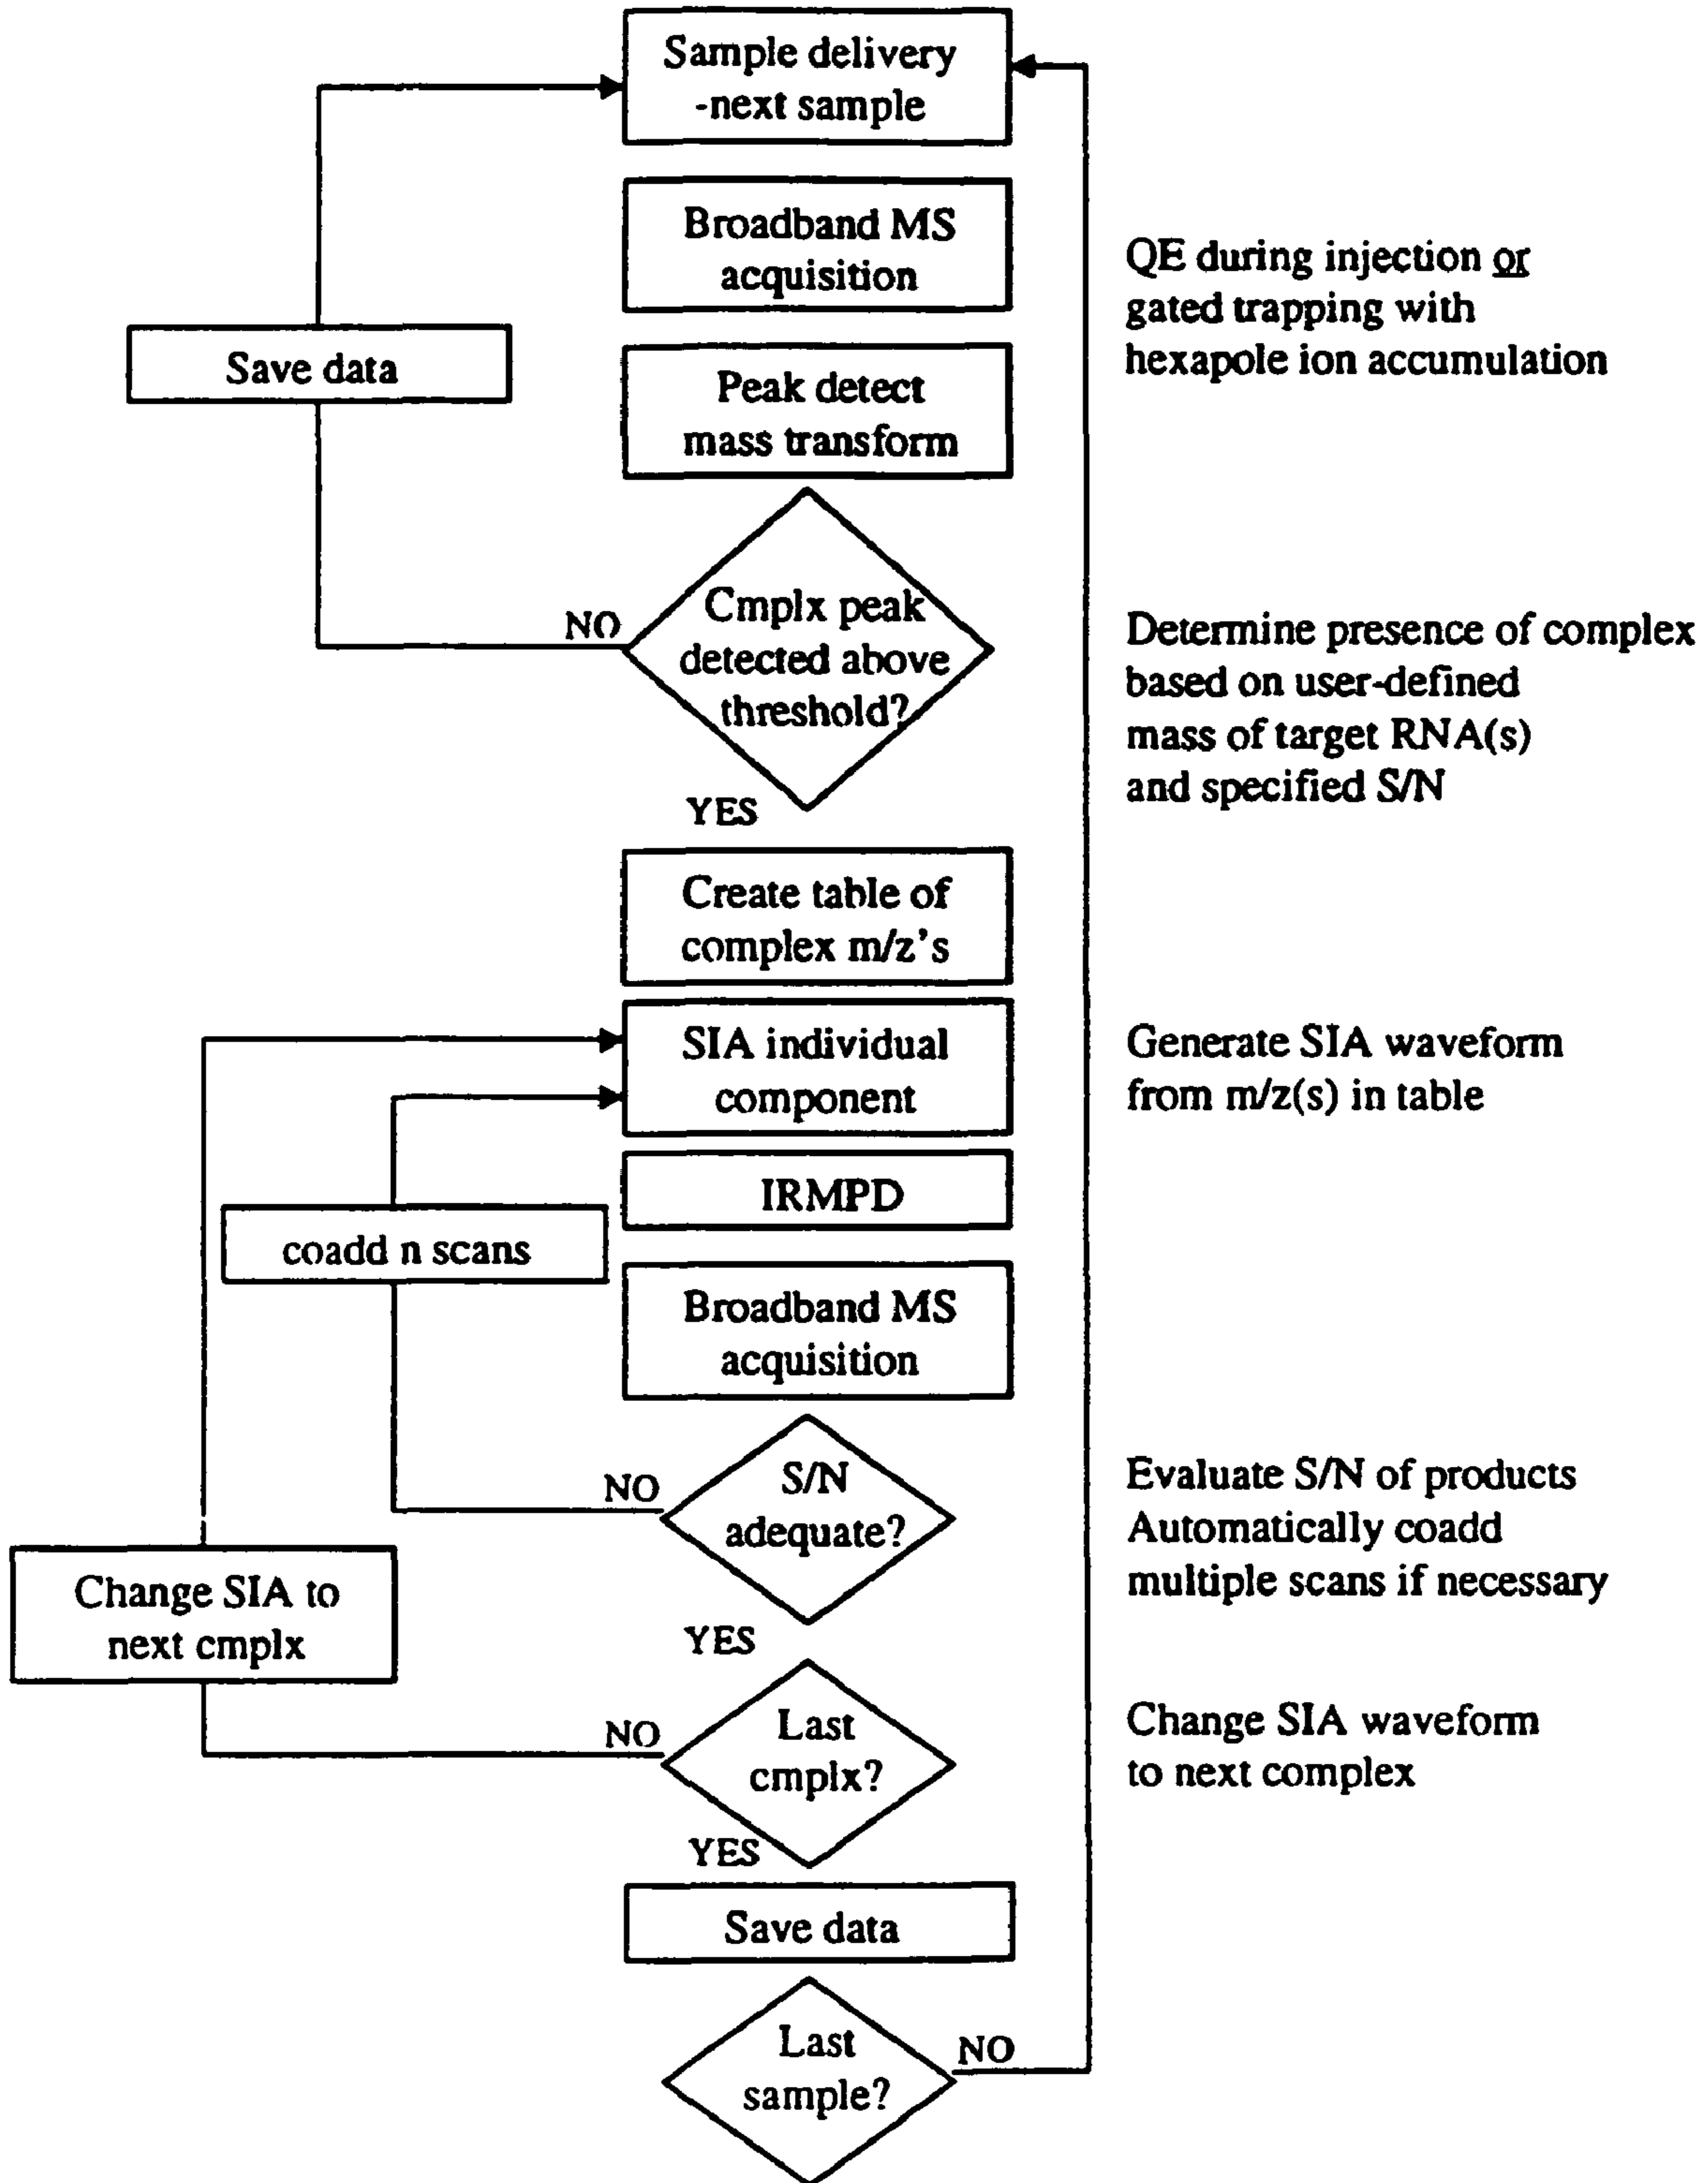 Sample delivery
-next sample
Broadband MS
acquisition
QE during injection or
gated trapping with
hexapole ion accumulation
Save data
Peak detect
mass transform
NO
Cmplx peak
detected above
threshold?
Determine presence of complex
based on user-defined
mass of target RNA(s)
and specified S/N
YES
Create table of
complex m/z's
SIA individual
component
Generate SIA waveform
from m/z(s) in table
IRMPD
coadd n scans
Broadband MS
acquisition
NO
S/N
adequate?
Evaluate S/N of products
Automatically coadd
multiple scans if necessary
Change SIA to
next cmplx
YES
NO
Last
cmplx?
Change SIA waveform
to next complex
YES
Save data
Last
sample?
NO